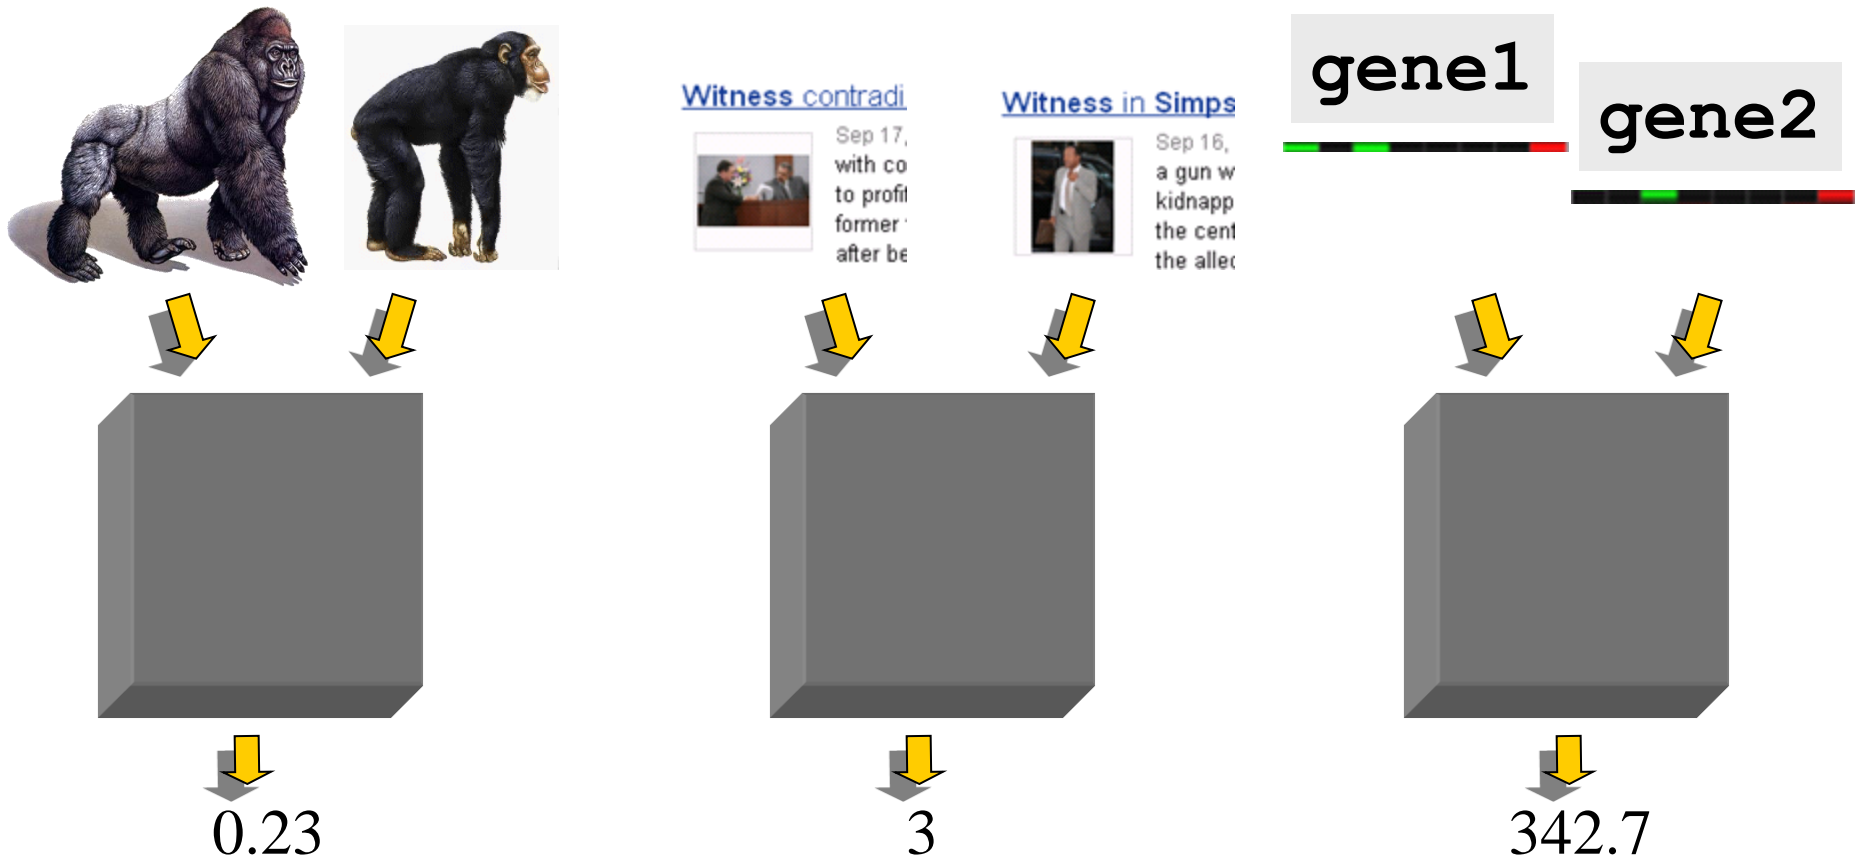 Witness contradi
Sep 17,
with co
to profi
former
after be
Witness in Simps
Sep 16,
a gun w
kidnapp
the cent
the alleg
gene1
gene2
0.23
3
342.7